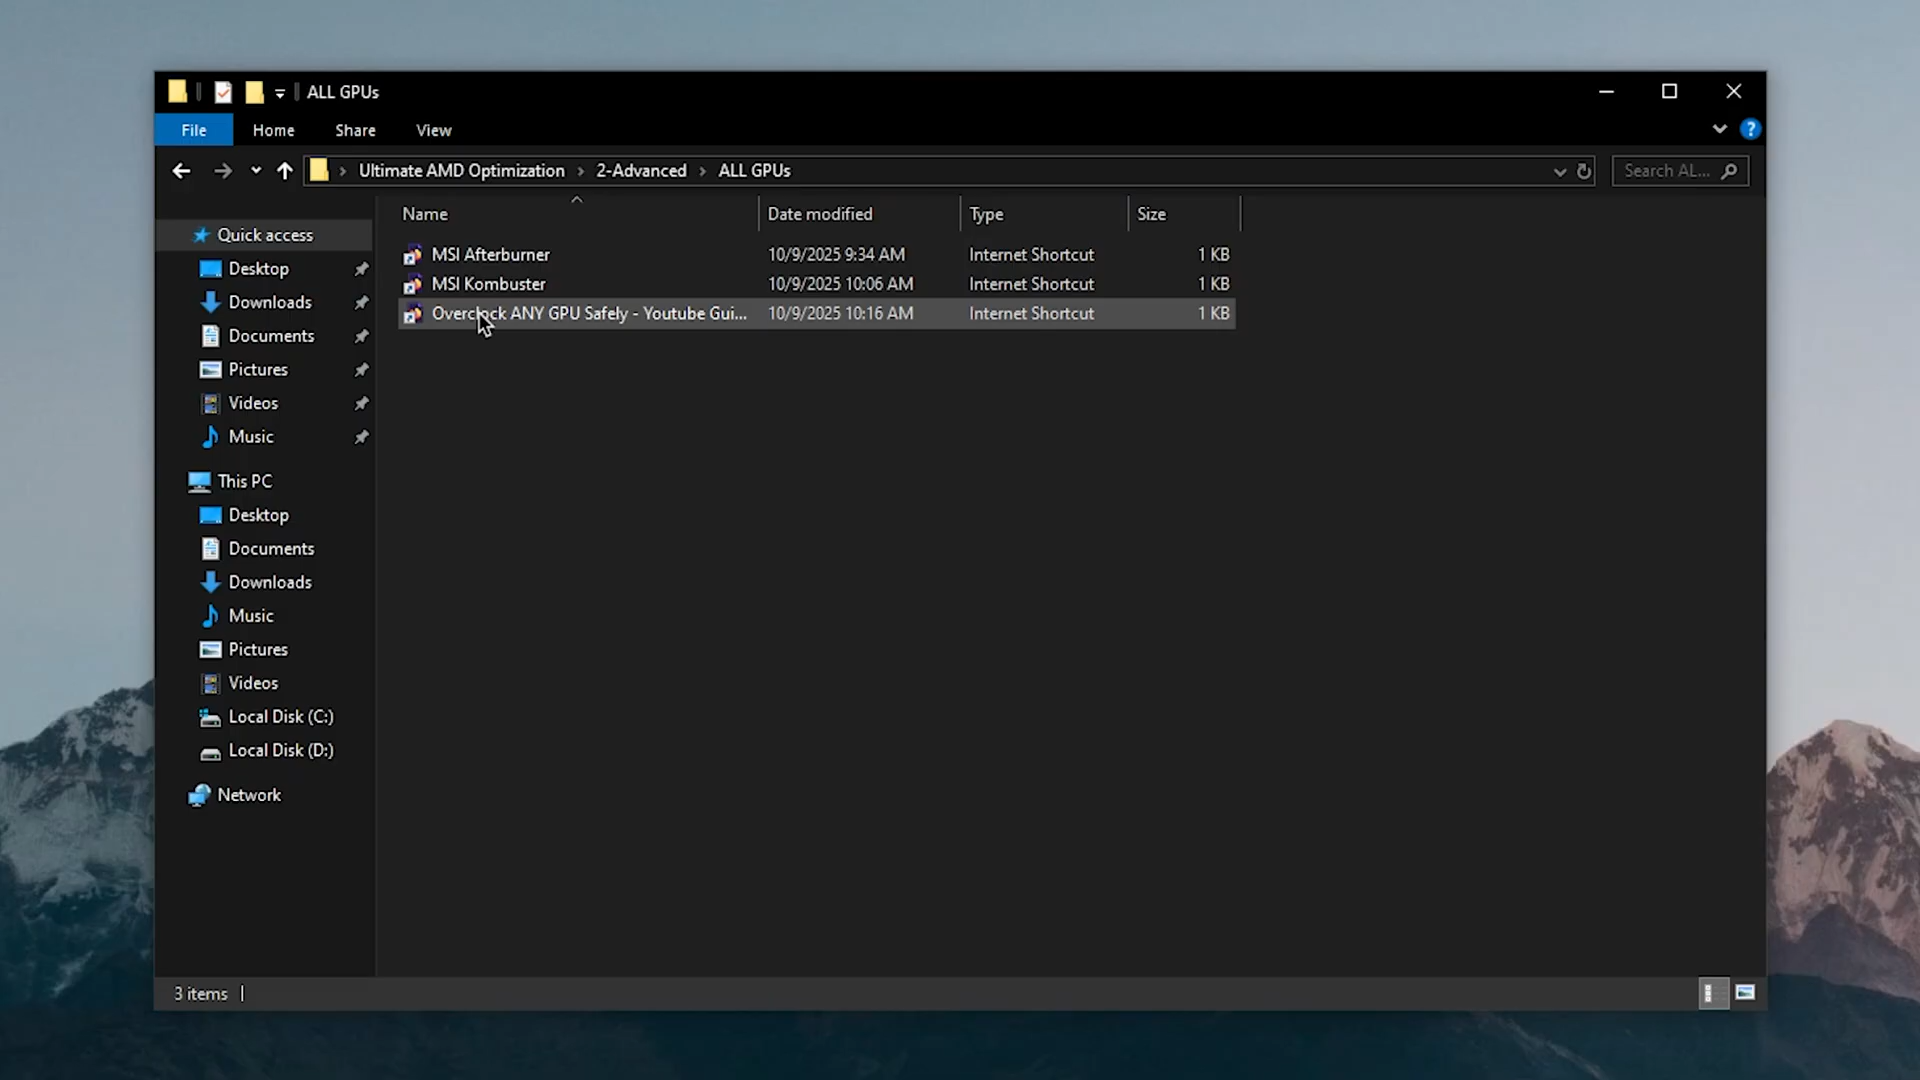 ALL GPUs
File Home Share View
Ultimate AMD Optimization 2-Advanced ALL GPUs
Search AL...
Name Date modified Type Size
MSI Afterburner 10/9/2025 9:34 AM Internet Shortcut 1 KB
MSI Kombuster 10/9/2025 10:06 AM Internet Shortcut 1 KB
Overclock ANY GPU Safely - Youtube Gui... 10/9/2025 10:16 AM Internet Shortcut 1 KB
Quick access
Desktop
Downloads
Documents
Pictures
Videos
Music
This PC
Desktop
Documents
Downloads
Music
Pictures
Videos
Local Disk (C:)
Local Disk (D:)
Network
3 items